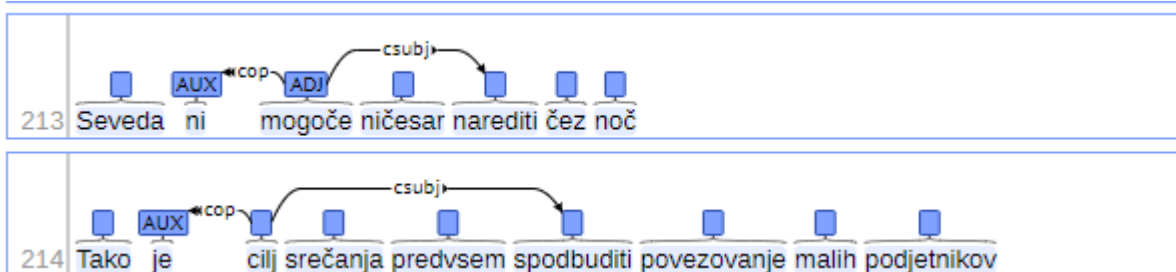 csubj
cop
AUX ADJ
213 Seveda ni mogoče ničesar narediti čez noč
csubj
cop
AUX
214 Tako je cilj srečanja predvsem spodbuditi povezovanje malih podjetnikov